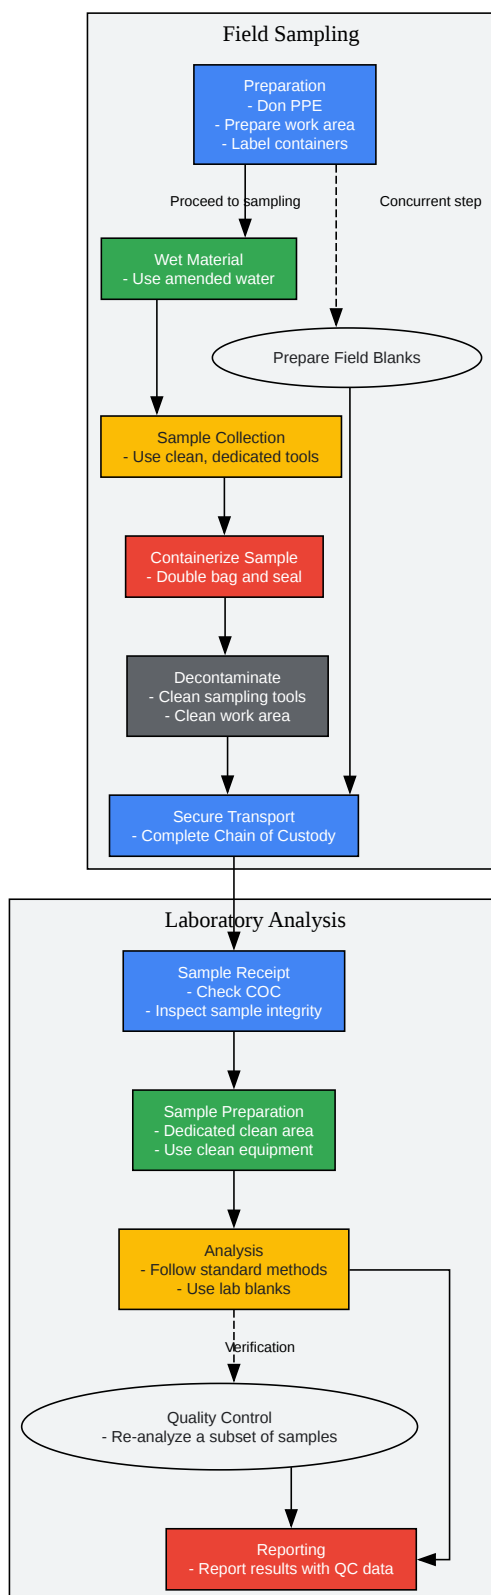 Field Sampling
Preparation
- Don PPE
- Prepare work area
- Label containers
Proceed to sampling
Concurrent step
Wet Material
- Use amended water
Prepare Field Blanks
Sample Collection
- Use clean, dedicated tools
Containerize Sample
- Double bag and seal
Decontaminate
- Clean sampling tools
- Clean work area
Secure Transport
- Complete Chain of Custody
Laboratory Analysis
Sample Receipt
- Check COC
- Inspect sample integrity
Sample Preparation
- Dedicated clean area
- Use clean equipment
Analysis
- Follow standard methods
- Use lab blanks
Verification
Quality Control
- Re-analyze a subset of samples
Reporting
- Report results with QC data